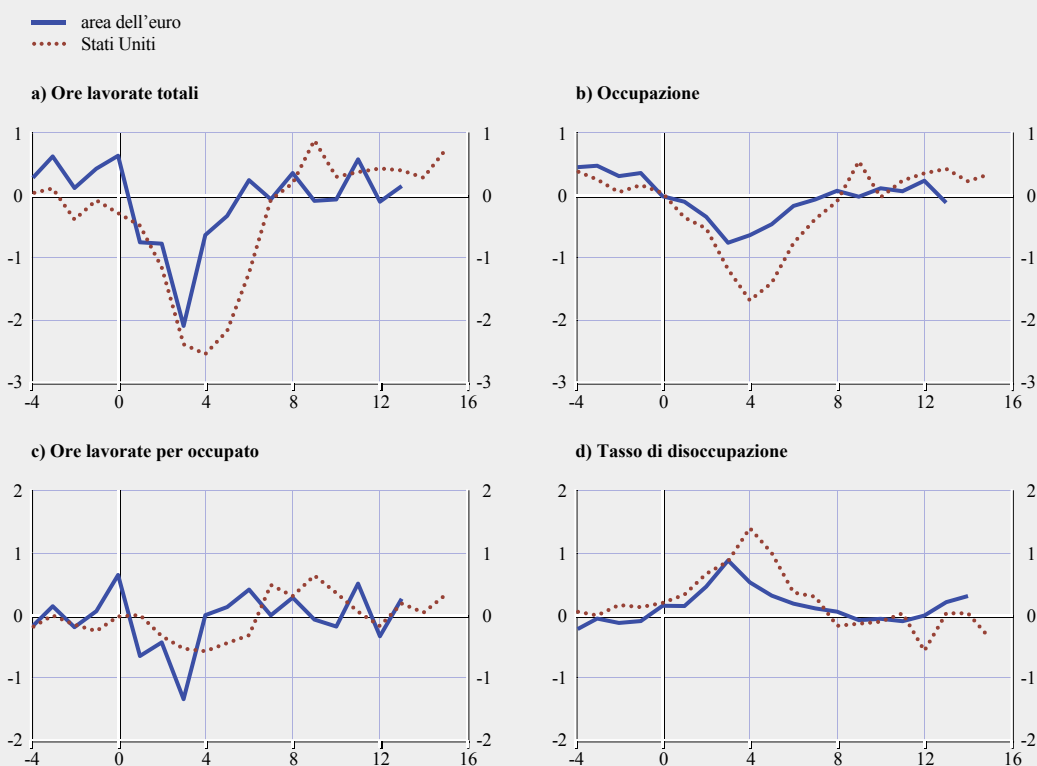 area dell'euro
Stati Uniti
a) Ore lavorate totali
b) Occupazione
1 1 1 1
0 0 0 0
-1 -1 -1 -1
-2 -2 -2 -2
-3 -3 -3 -3
-4 0 4 8 12 16 -4 0 4 8 12 16
c) Ore lavorate per occupato
d) Tasso di disoccupazione
2 2 2 2
1 1 1 1
0 0 0 0
-1 -1 -1 -1
-2 -2 -2 -2
-4 0 4 8 12 16 -4 0 4 8 12 16